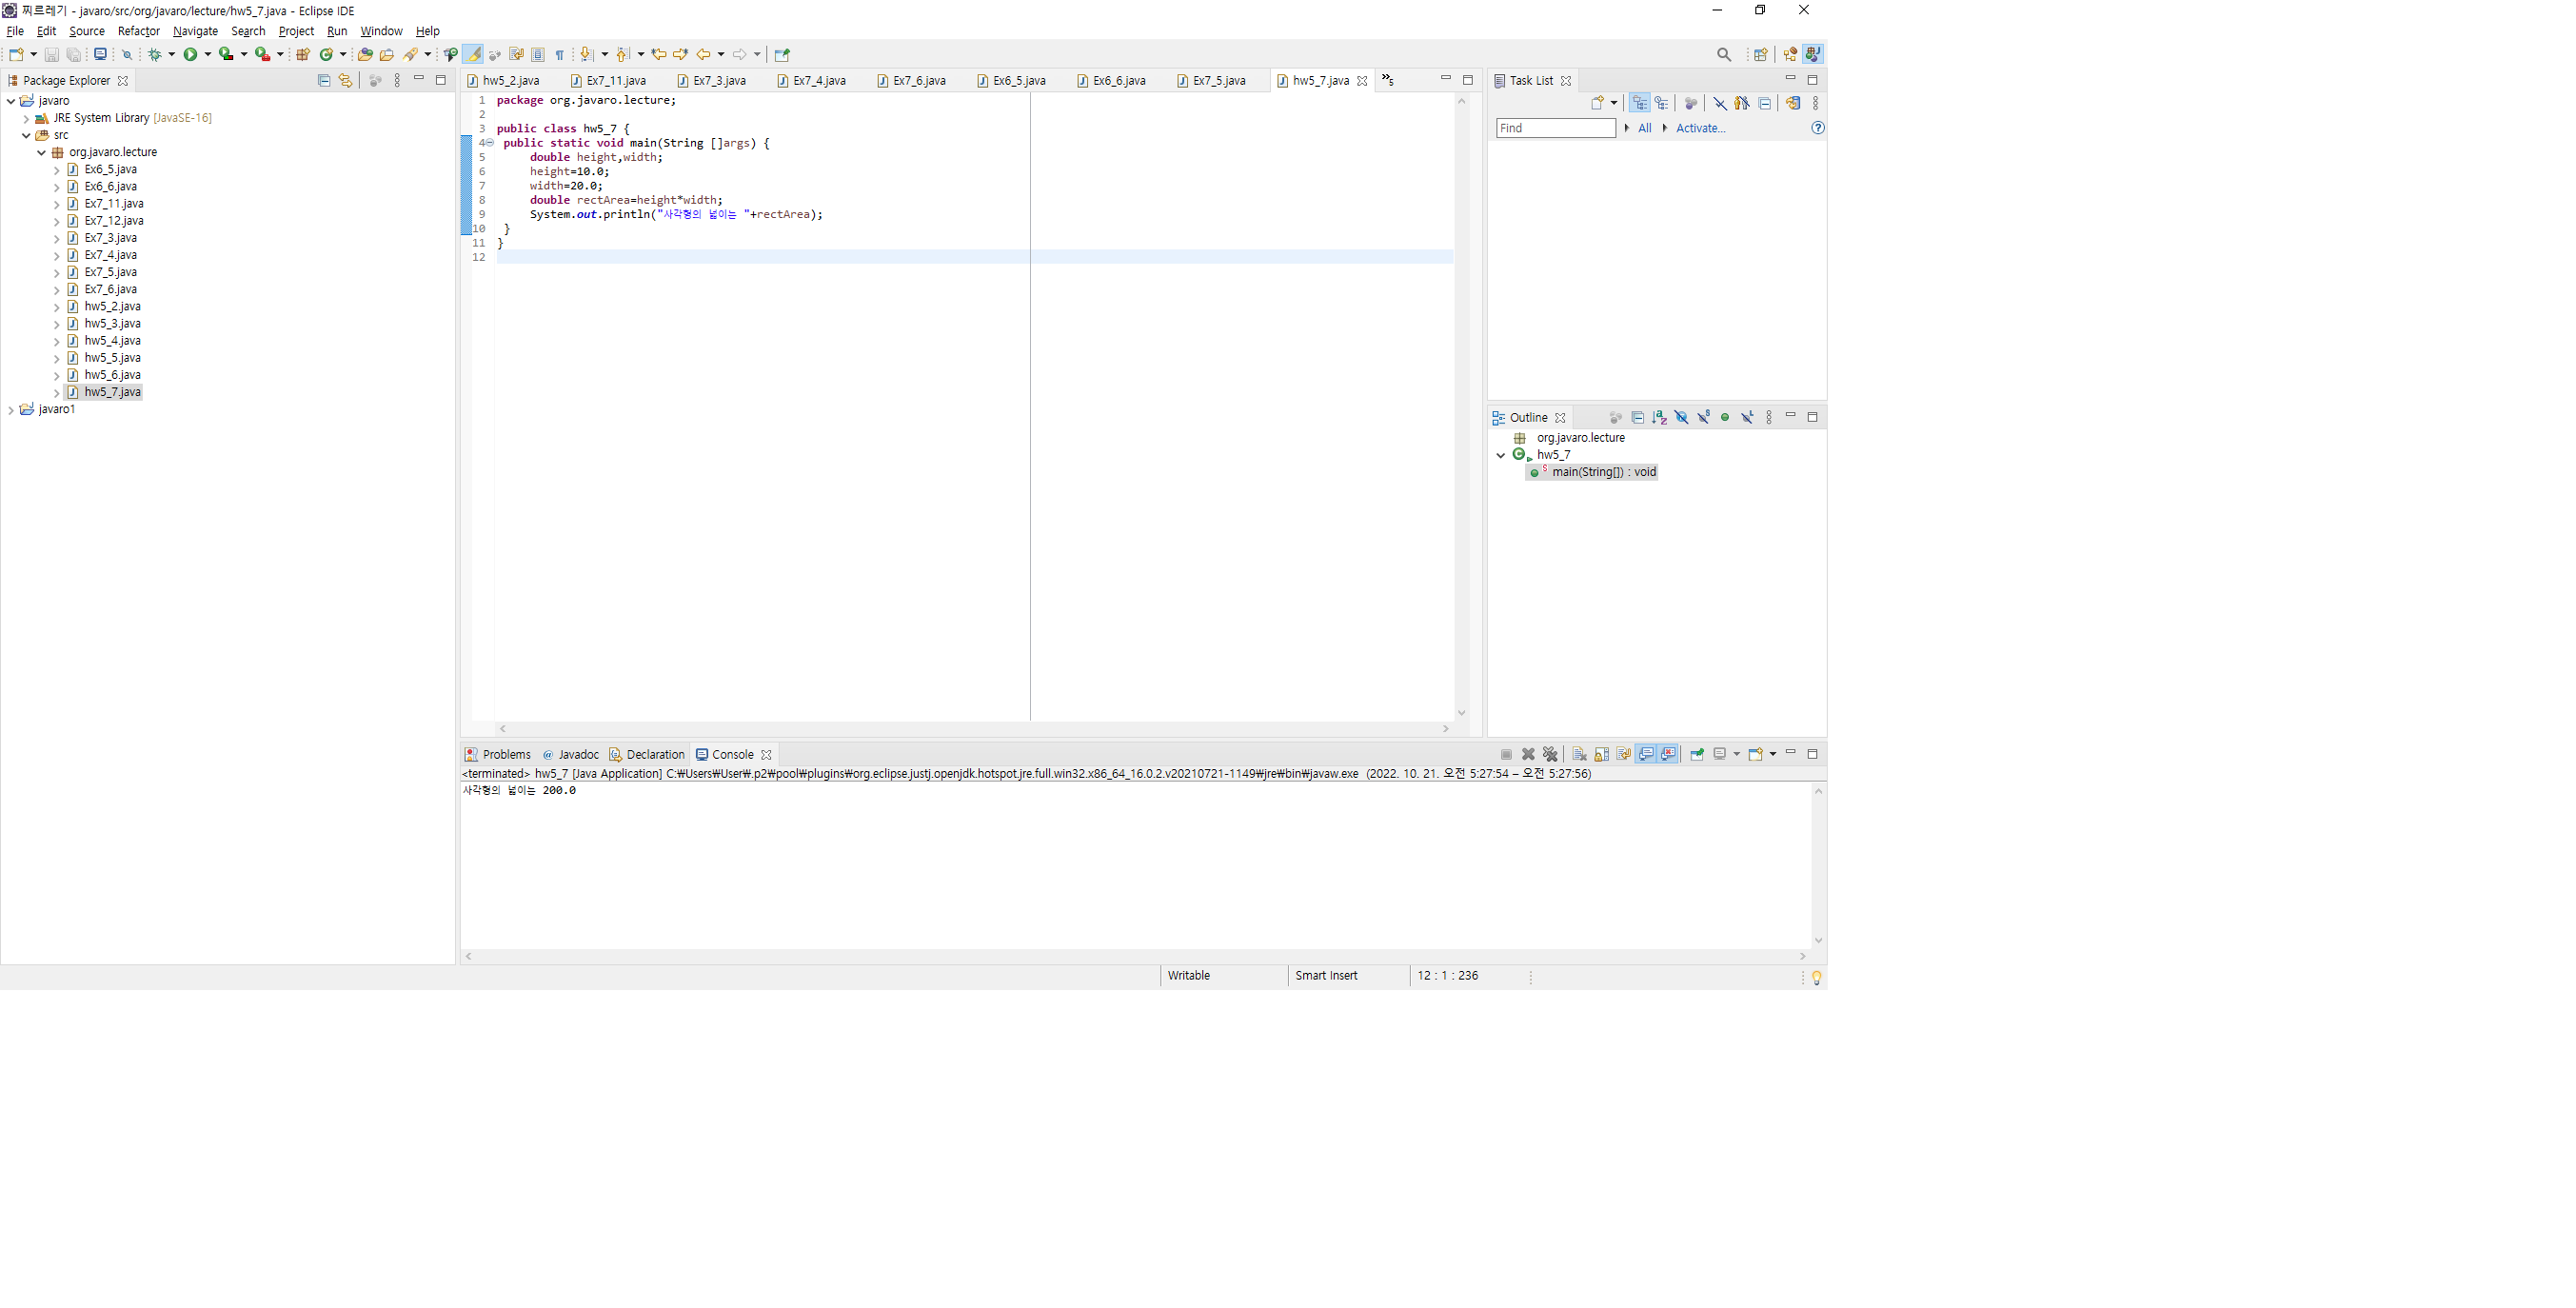 찌르레기 - javaro/src/org/javaro/lecture/hw5_7.java - Eclipse IDE
File Edit Source Refactor Navigate Search Project Run Window Help
Package Explorer
javaro
JRE System Library [JavaSE-16]
src
org.javaro.lecture
Ex6_5.java
Ex6_6.java
Ex7_11.java
Ex7_12.java
Ex7_3.java
Ex7_4.java
Ex7_5.java
Ex7_6.java
hw5_2.java
hw5_3.java
hw5_4.java
hw5_5.java
hw5_6.java
hw5_7.java
javaro1
hw5_2.java Ex7_11.java Ex7_3.java Ex7_4.java Ex7_6.java Ex6_5.java Ex6_6.java Ex7_5.java hw5_7.java »5
1 package org.javaro.lecture;
2
3 public class hw5_7 {
4 public static void main(String []args) {
5 double height,width;
6 height=10.0;
7 width=20.0;
8 double rectArea=height*width;
9 System.out.println("사각형의 넓이는 "+rectArea);
10 }
11 }
12
Task List
Find All Activate...
Outline
org.javaro.lecture
hw5_7
main(String[]) : void
Problems Javadoc Declaration Console
<terminated> hw5_7 [Java Application] C:₩Users₩User₩.p2₩pool₩plugins₩org.eclipse.justj.openjdk.hotspot.jre.full.win32.x86_64_16.0.2.v20210721-1149₩jre₩bin₩javaw.exe (2022. 10. 21. 오전 5:27:54 – 오전 5:27:56)
사각형의 넓이는 200.0
Writable Smart Insert 12 : 1 : 236